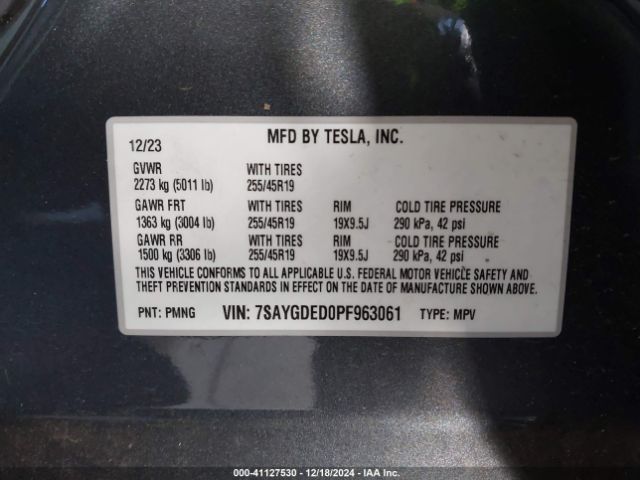 12/23 MFD BY TESLA, INC.
GVWR WITH TIRES
2273 kg (5011 lb) 255/45R19
GAWR FRT WITH TIRES RIM COLD TIRE PRESSURE
1363 kg (3004 lb) 255/45R19 19X9.5J 290 kPa, 42 psi
GAWR RR WITH TIRES RIM COLD TIRE PRESSURE
1500 kg (3306 lb) 255/45R19 19X9.5J 290 kPa, 42 psi
THIS VEHICLE CONFORMS TO ALL APPLICABLE U.S. FEDERAL MOTOR VEHICLE SAFETY AND
THEFT PREVENTION STANDARDS IN EFFECT ON THE DATE OF MANUFACTURE SHOWN ABOVE.
PNT: PMNG VIN: 7SAYGDED0PF963061 TYPE: MPV
000-41127530 - 12/18/2024 - IAA Inc.